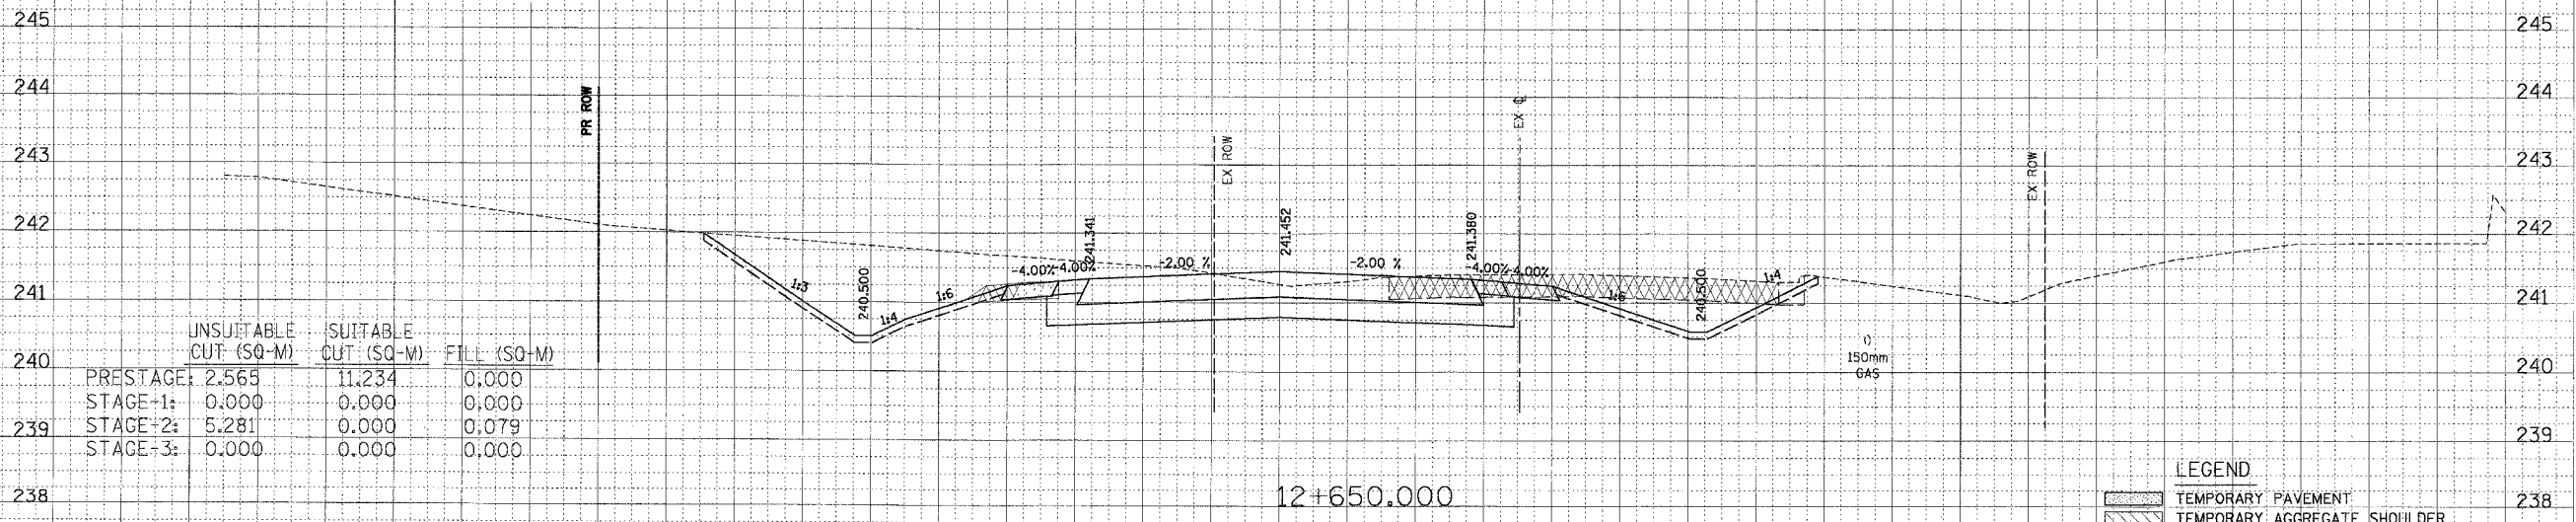 245 245
244 244
EX ℄
PR ROW
243 243
EX ROW
EX ROW
242 242
241.341
241.452
241.380
-4.00% -4.00% -2.00 % -2.00 % -4.00% -4.00%
1:3
240.500
1:4
1:6
1:6
240.500
1:4
241 241
150mm
GAS
240 240
UNSUITABLE SUITABLE
CUT (SQ-M) CUT (SQ-M) FILL (SQ-M)
PRESTAGE: 2.565 11.234 0.000
STAGE-1: 0.000 0.000 0.000
STAGE-2: 5.281 0.000 0.079
STAGE-3: 0.000 0.000 0.000
239 239
238 238
12+650.000
LEGEND
TEMPORARY PAVEMENT
TEMPORARY AGGREGATE SHOULDER